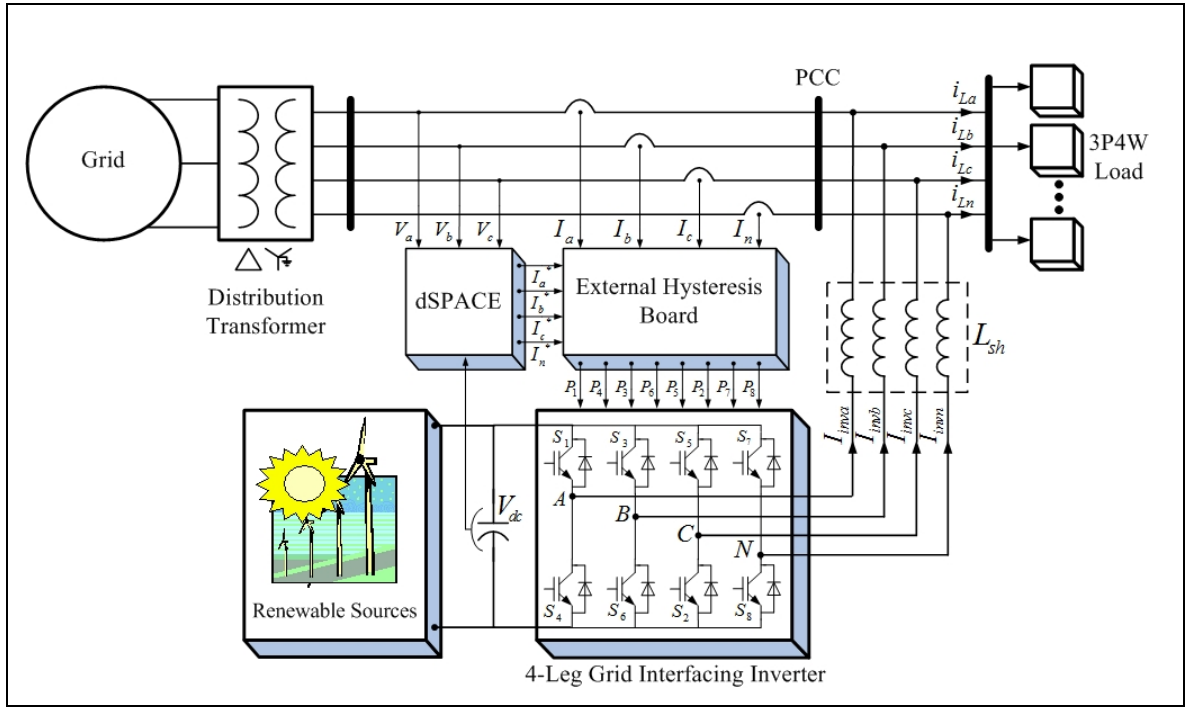 PCC
i_La
i_Lb
i_Lc
i_Ln
3P4W
Load
Grid
V_a V_b V_c
I_a I_b I_c I_n
Distribution
Transformer
dSPACE
I_a^*
I_b^*
I_c^*
I_n^*
External Hysteresis
Board
L_sh
P_1 P_4 P_3 P_6 P_5 P_2 P_7 P_8
I_inva I_invb I_invc I_invn
S_1 S_3 S_5 S_7
V_dc
A
B
C
N
S_4 S_6 S_2 S_8
Renewable Sources
4-Leg Grid Interfacing Inverter